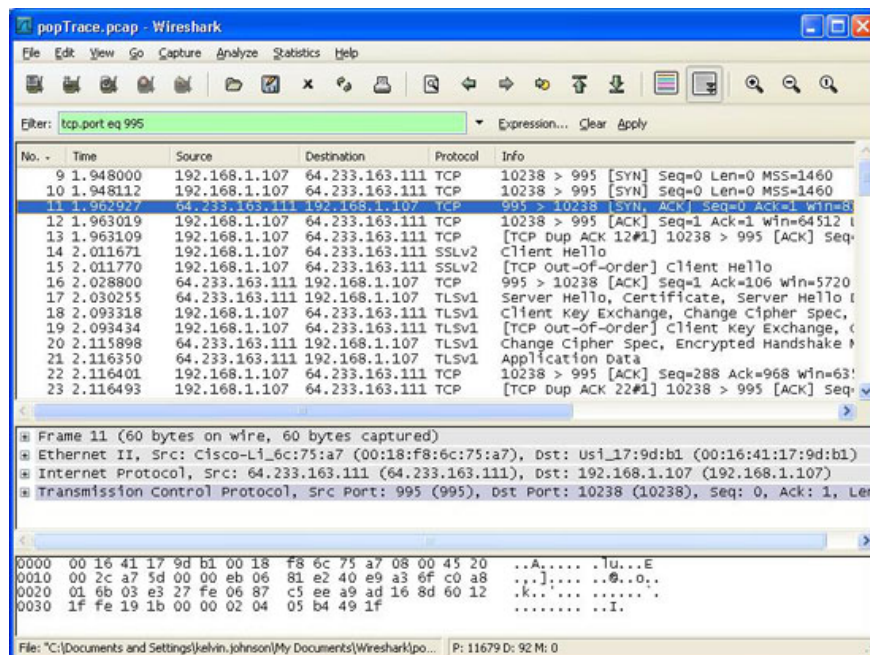 popTrace.pcap - Wireshark
File Edit View Go Capture Analyze Statistics Help
Filter: tcp.port eq 995 Expression... Clear Apply
No. - Time Source Destination Protocol Info
9 1.948000 192.168.1.107 64.233.163.111 TCP 10238 > 995 [SYN] Seq=0 Len=0 MSS=1460
10 1.948112 192.168.1.107 64.233.163.111 TCP 10238 > 995 [SYN] Seq=0 Len=0 MSS=1460
11 1.962927 64.233.163.111 192.168.1.107 TCP 995 > 10238 [SYN, ACK] Seq=0 Ack=1 Win=8
12 1.963019 192.168.1.107 64.233.163.111 TCP 10238 > 995 [ACK] Seq=1 Ack=1 Win=64512 L
13 1.963109 192.168.1.107 64.233.163.111 TCP [TCP Dup ACK 12#1] 10238 > 995 [ACK] Seq=
14 2.011671 192.168.1.107 64.233.163.111 SSLv2 Client Hello
15 2.011770 192.168.1.107 64.233.163.111 SSLv2 [TCP Out-of-Order] Client Hello
16 2.028800 64.233.163.111 192.168.1.107 TCP 995 > 10238 [ACK] Seq=1 Ack=106 Win=5720
17 2.030255 64.233.163.111 192.168.1.107 TLSv1 Server Hello, Certificate, Server Hello D
18 2.093318 192.168.1.107 64.233.163.111 TLSv1 Client Key Exchange, Change Cipher Spec,
19 2.093434 192.168.1.107 64.233.163.111 TLSv1 [TCP Out-of-Order] Client Key Exchange, C
20 2.115898 64.233.163.111 192.168.1.107 TLSv1 Change Cipher Spec, Encrypted Handshake M
21 2.116350 64.233.163.111 192.168.1.107 TLSv1 Application Data
22 2.116401 192.168.1.107 64.233.163.111 TCP 10238 > 995 [ACK] Seq=288 Ack=968 Win=635
23 2.116493 192.168.1.107 64.233.163.111 TCP [TCP Dup ACK 22#1] 10238 > 995 [ACK] Seq=
Frame 11 (60 bytes on wire, 60 bytes captured)
Ethernet II, Src: Cisco-Li_6c:75:a7 (00:18:f8:6c:75:a7), Dst: Usi_17:9d:b1 (00:16:41:17:9d:b1)
Internet Protocol, Src: 64.233.163.111 (64.233.163.111), Dst: 192.168.1.107 (192.168.1.107)
Transmission Control Protocol, Src Port: 995 (995), Dst Port: 10238 (10238), Seq: 0, Ack: 1, Le
0000 00 16 41 17 9d b1 00 18 f8 6c 75 a7 08 00 45 20 ..A..... .lu...E
0010 00 2c a7 5d 00 00 eb 06 81 e2 40 e9 a3 6f c0 a8 .,.].... ..@..o..
0020 01 6b 03 e3 27 fe 06 87 c5 ee a9 ad 16 8d 60 12 .k..'... ......`.
0030 1f fe 19 1b 00 00 02 04 05 b4 49 1f ........ ..I.
File: "C:\Documents and Settings\kelvin.johnson\My Documents\Wireshark\po... P: 11679 D: 92 M: 0